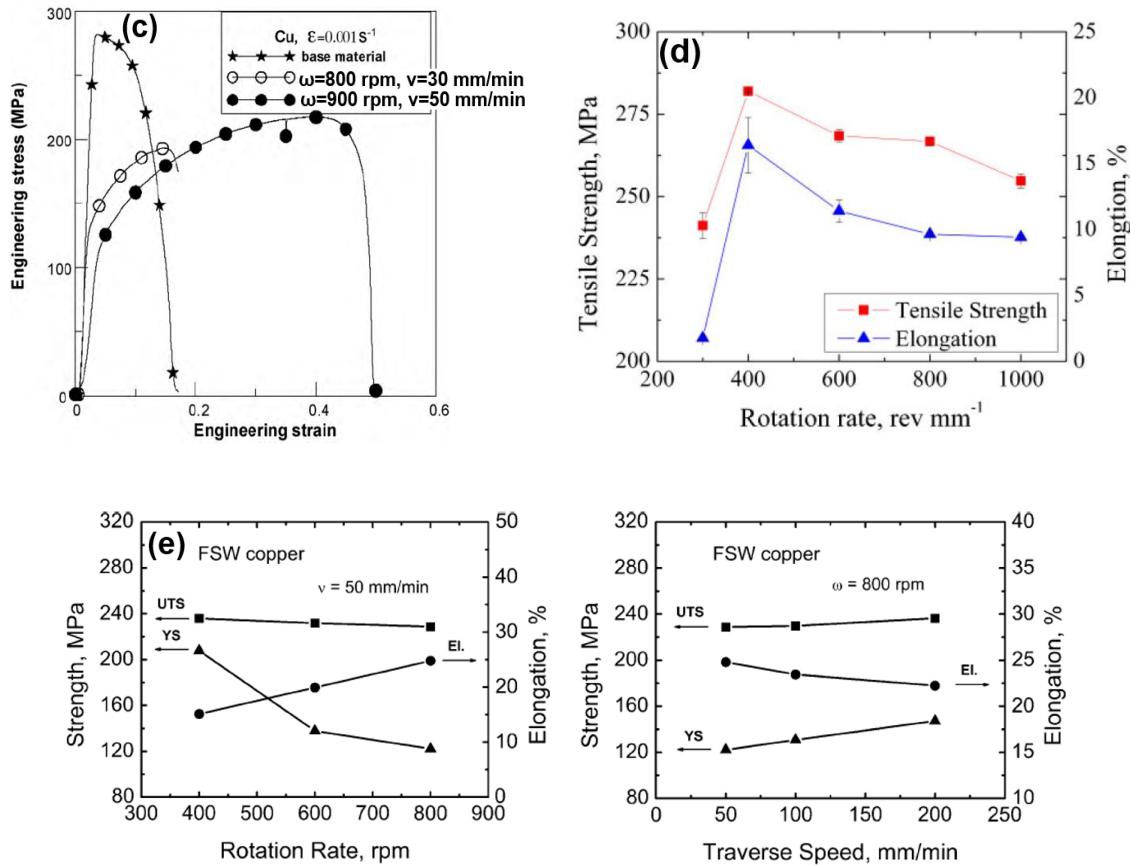 (c)
Cu, ε=0.001S⁻¹
base material
ω=800 rpm, v=30 mm/min
ω=900 rpm, v=50 mm/min
Engineering stress (MPa)
300
200
100
0
0 0.2 0.4 0.6
Engineering strain
(d)
Tensile Strength, MPa
300
275
250
225
200
Elongtion, %
25
20
15
10
5
0
Tensile Strength
Elongation
200 400 600 800 1000
Rotation rate, rev mm⁻¹
(e)
FSW copper
ν = 50 mm/min
UTS
YS
El.
Strength, MPa
320
280
240
200
160
120
80
Elongation, %
50
40
30
20
10
0
300 400 500 600 700 800 900
Rotation Rate, rpm
FSW copper
ω = 800 rpm
UTS
El.
YS
Strength, MPa
320
280
240
200
160
120
80
Elongation, %
40
35
30
25
20
15
10
0 50 100 150 200 250
Traverse Speed, mm/min